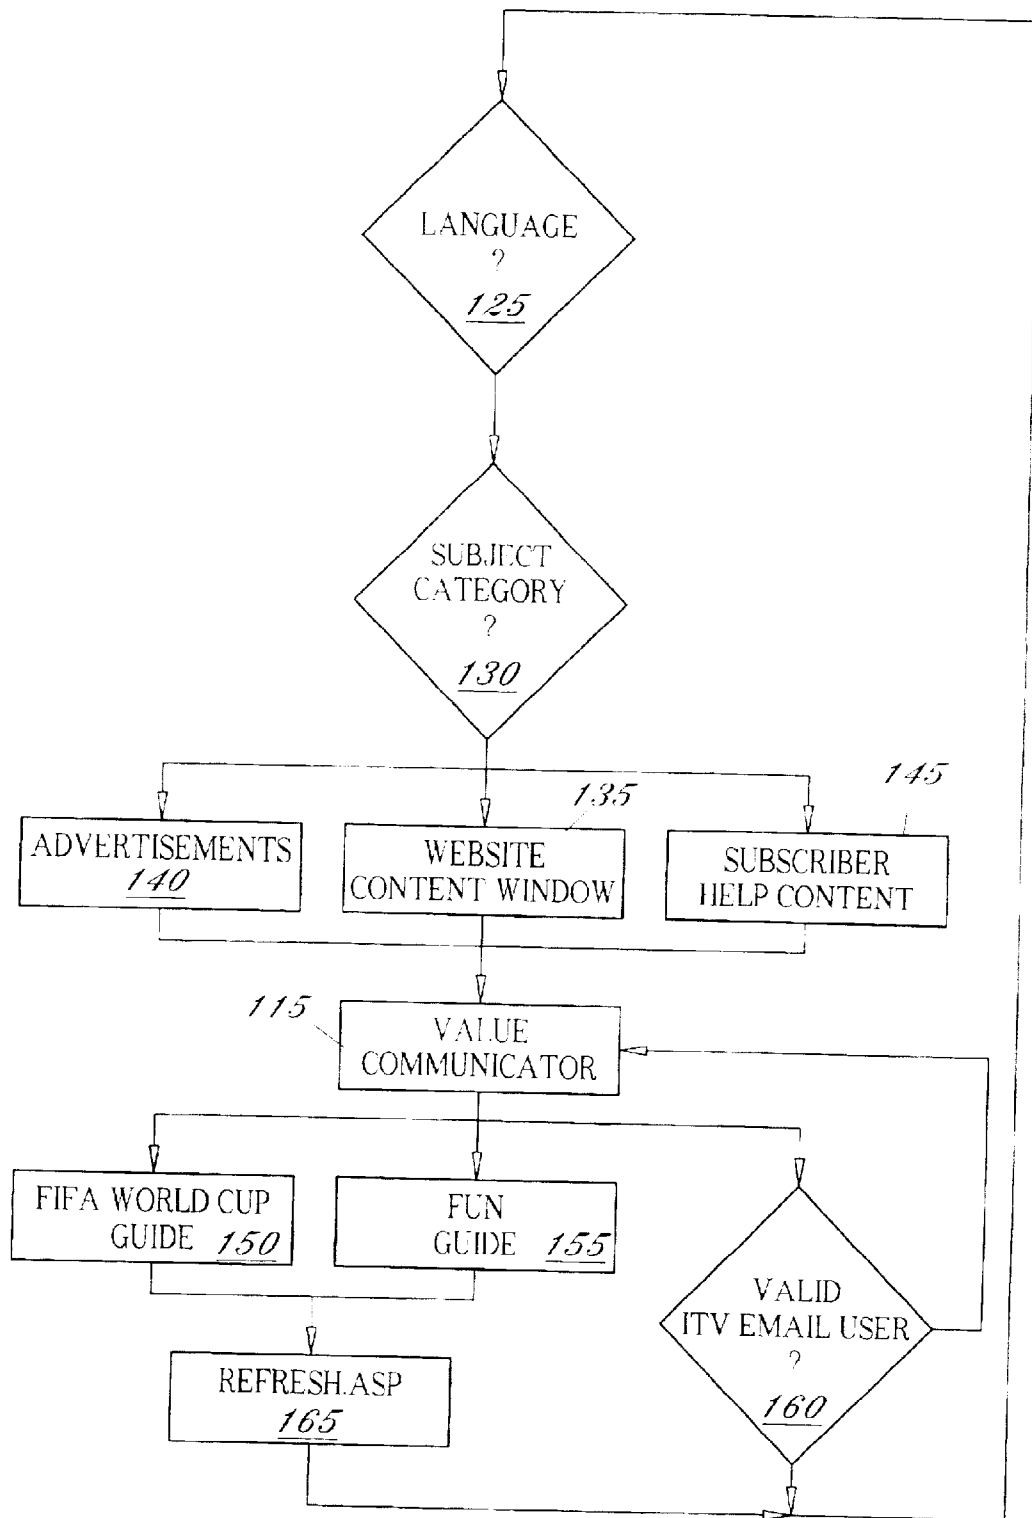 LANGUAGE
?
125
SUBJECT
CATEGORY
?
130
ADVERTISEMENTS
140
135
WEBSITE
CONTENT WINDOW
145
SUBSCRIBER
HELP CONTENT
115
VALUE
COMMUNICATOR
FIFA WORLD CUP
GUIDE 150
FUN
GUIDE 155
VALID
ITV EMAIL USER
?
160
REFRESH.ASP
165